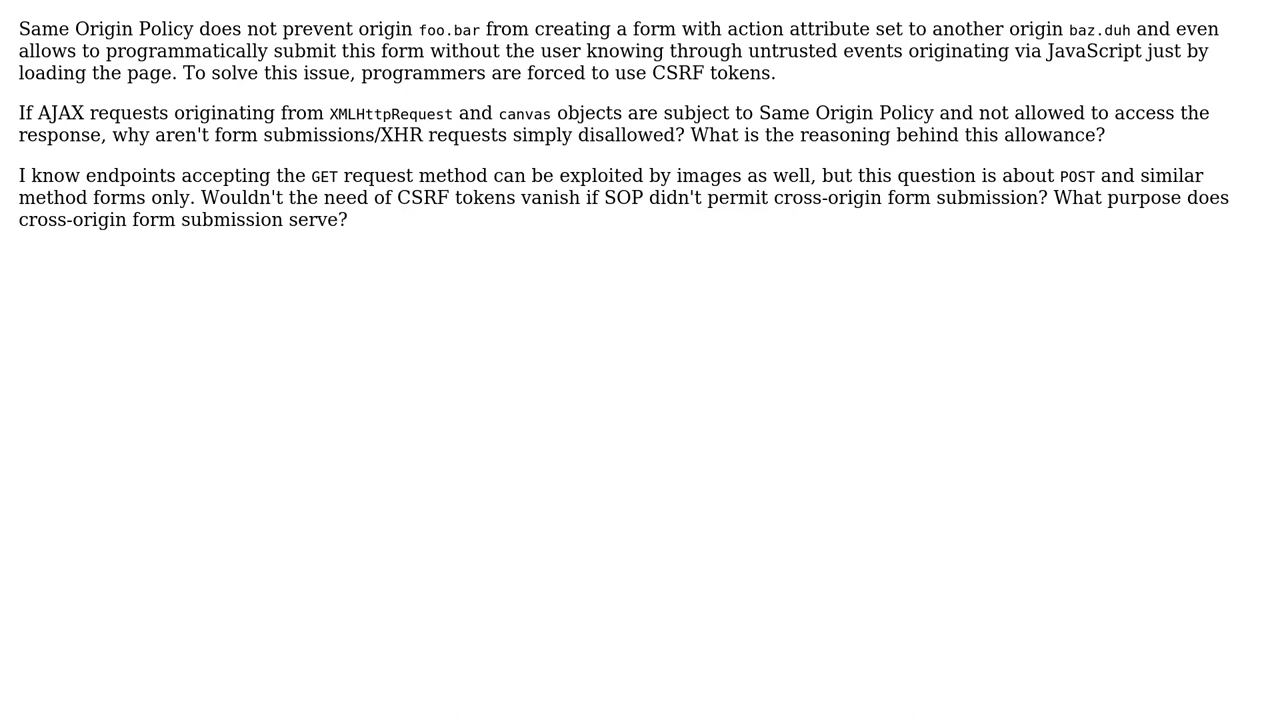 Same Origin Policy does not prevent origin foo.bar from creating a form with action attribute set to another origin baz.duh and even
allows to programmatically submit this form without the user knowing through untrusted events originating via JavaScript just by
loading the page. To solve this issue, programmers are forced to use CSRF tokens.
If AJAX requests originating from XMLHttpRequest and canvas objects are subject to Same Origin Policy and not allowed to access the
response, why aren't form submissions/XHR requests simply disallowed? What is the reasoning behind this allowance?
I know endpoints accepting the GET request method can be exploited by images as well, but this question is about POST and similar
method forms only. Wouldn't the need of CSRF tokens vanish if SOP didn't permit cross-origin form submission? What purpose does
cross-origin form submission serve?